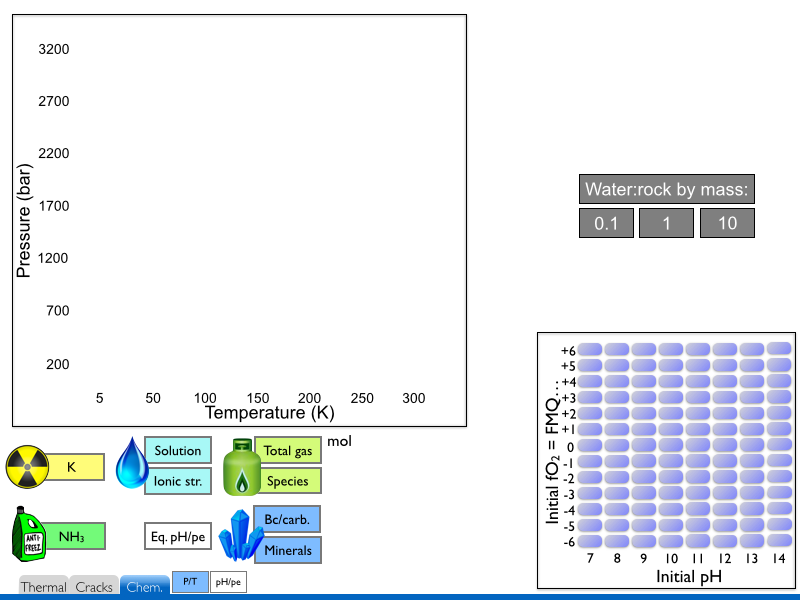 3200
2700
2200
1700
1200
700
200
Pressure (bar)
5 50 100 150 200 250 300
Temperature (K)
Water:rock by mass:
0.1 1 10
+6
+5
+4
+3
+2
+1
0
-1
-2
-3
-4
-5
-6
Initial fO2 = FMQ...
7 8 9 10 11 12 13 14
Initial pH
K
Solution
Ionic str.
Total gas
Species
mol
ANTI
FREEZ
NH3
Eq. pH/pe
Bc/carb.
Minerals
Thermal Cracks Chem. P/T pH/pe